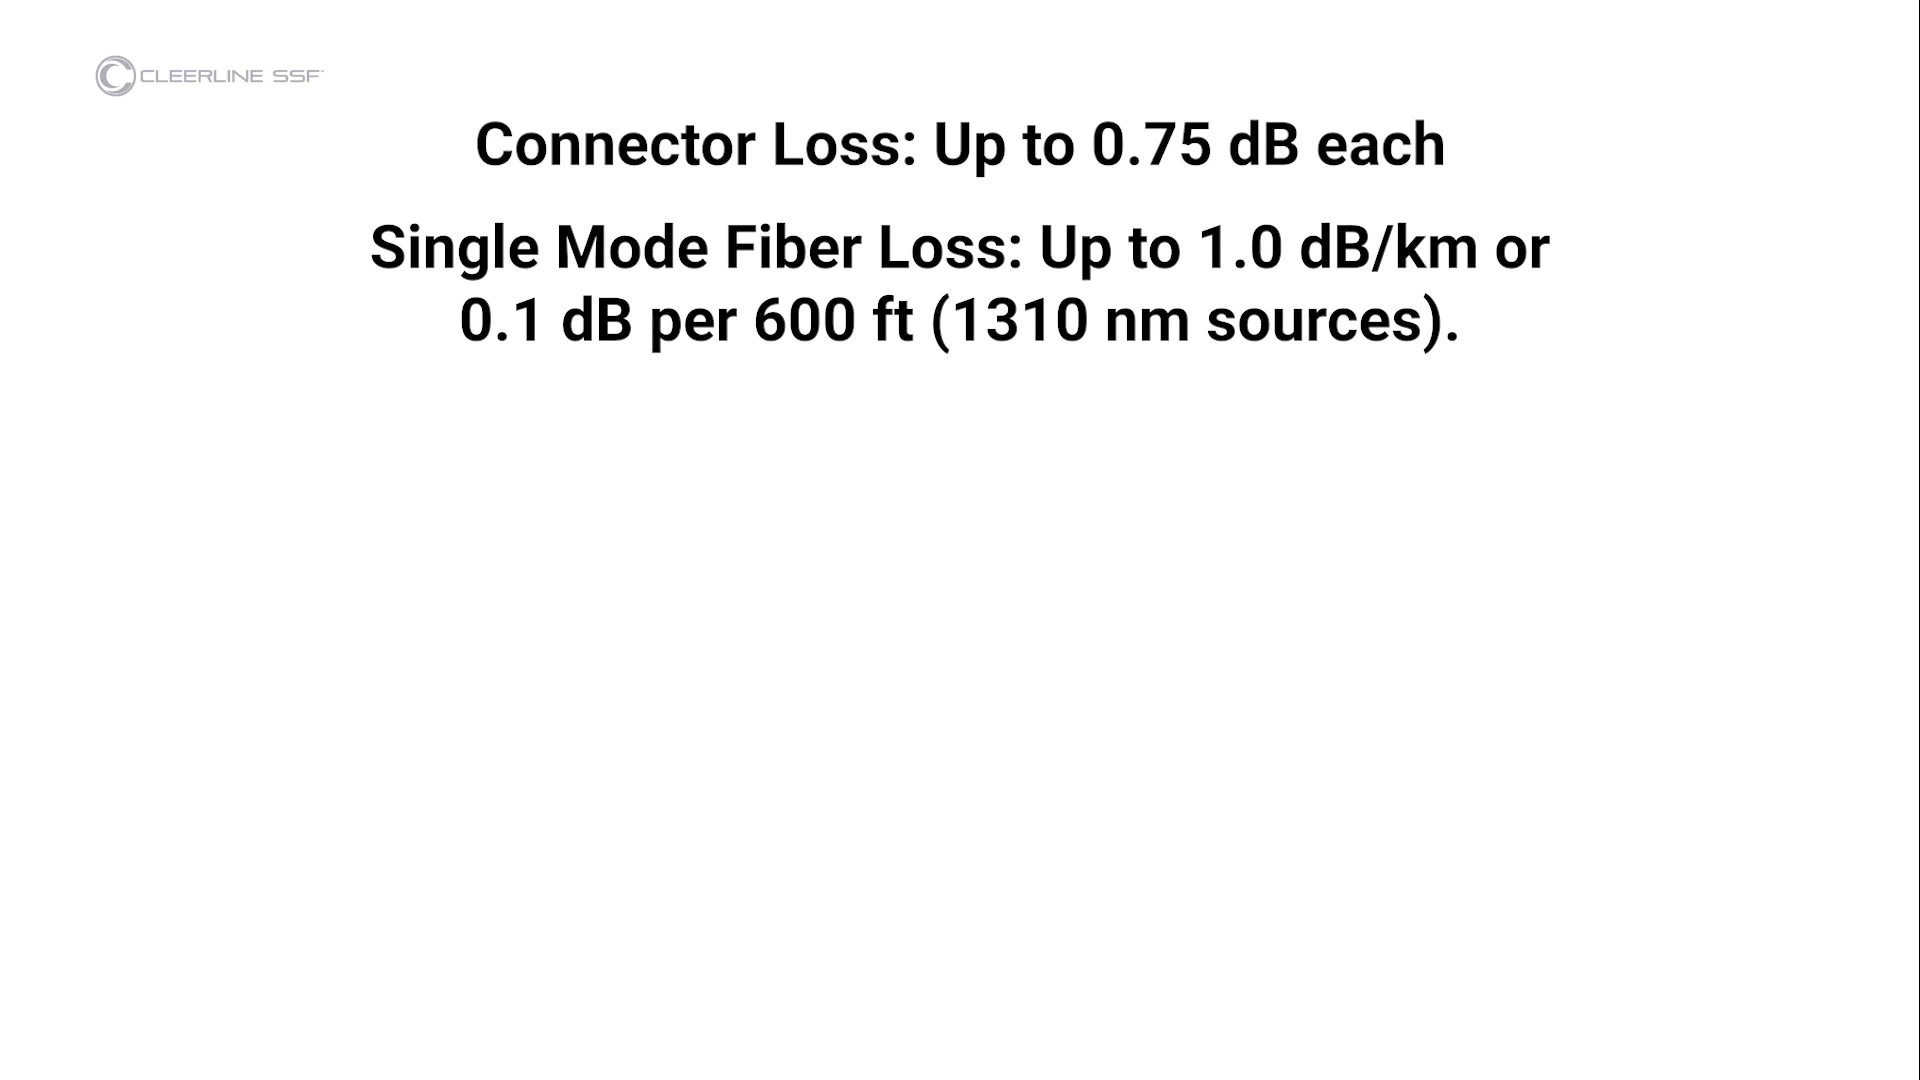 CLEERLINE SSF™
Connector Loss: Up to 0.75 dB each
Single Mode Fiber Loss: Up to 1.0 dB/km or
0.1 dB per 600 ft (1310 nm sources).